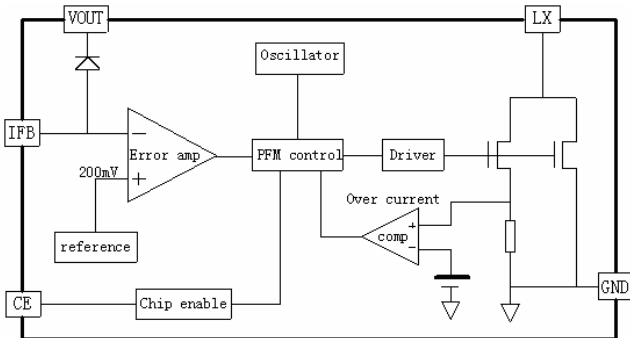 VOUT
LX
Oscillator
IFB
−
Error amp
PFM control
Driver
200mV
+
Over current
reference
+
comp
−
CE
Chip enable
GND